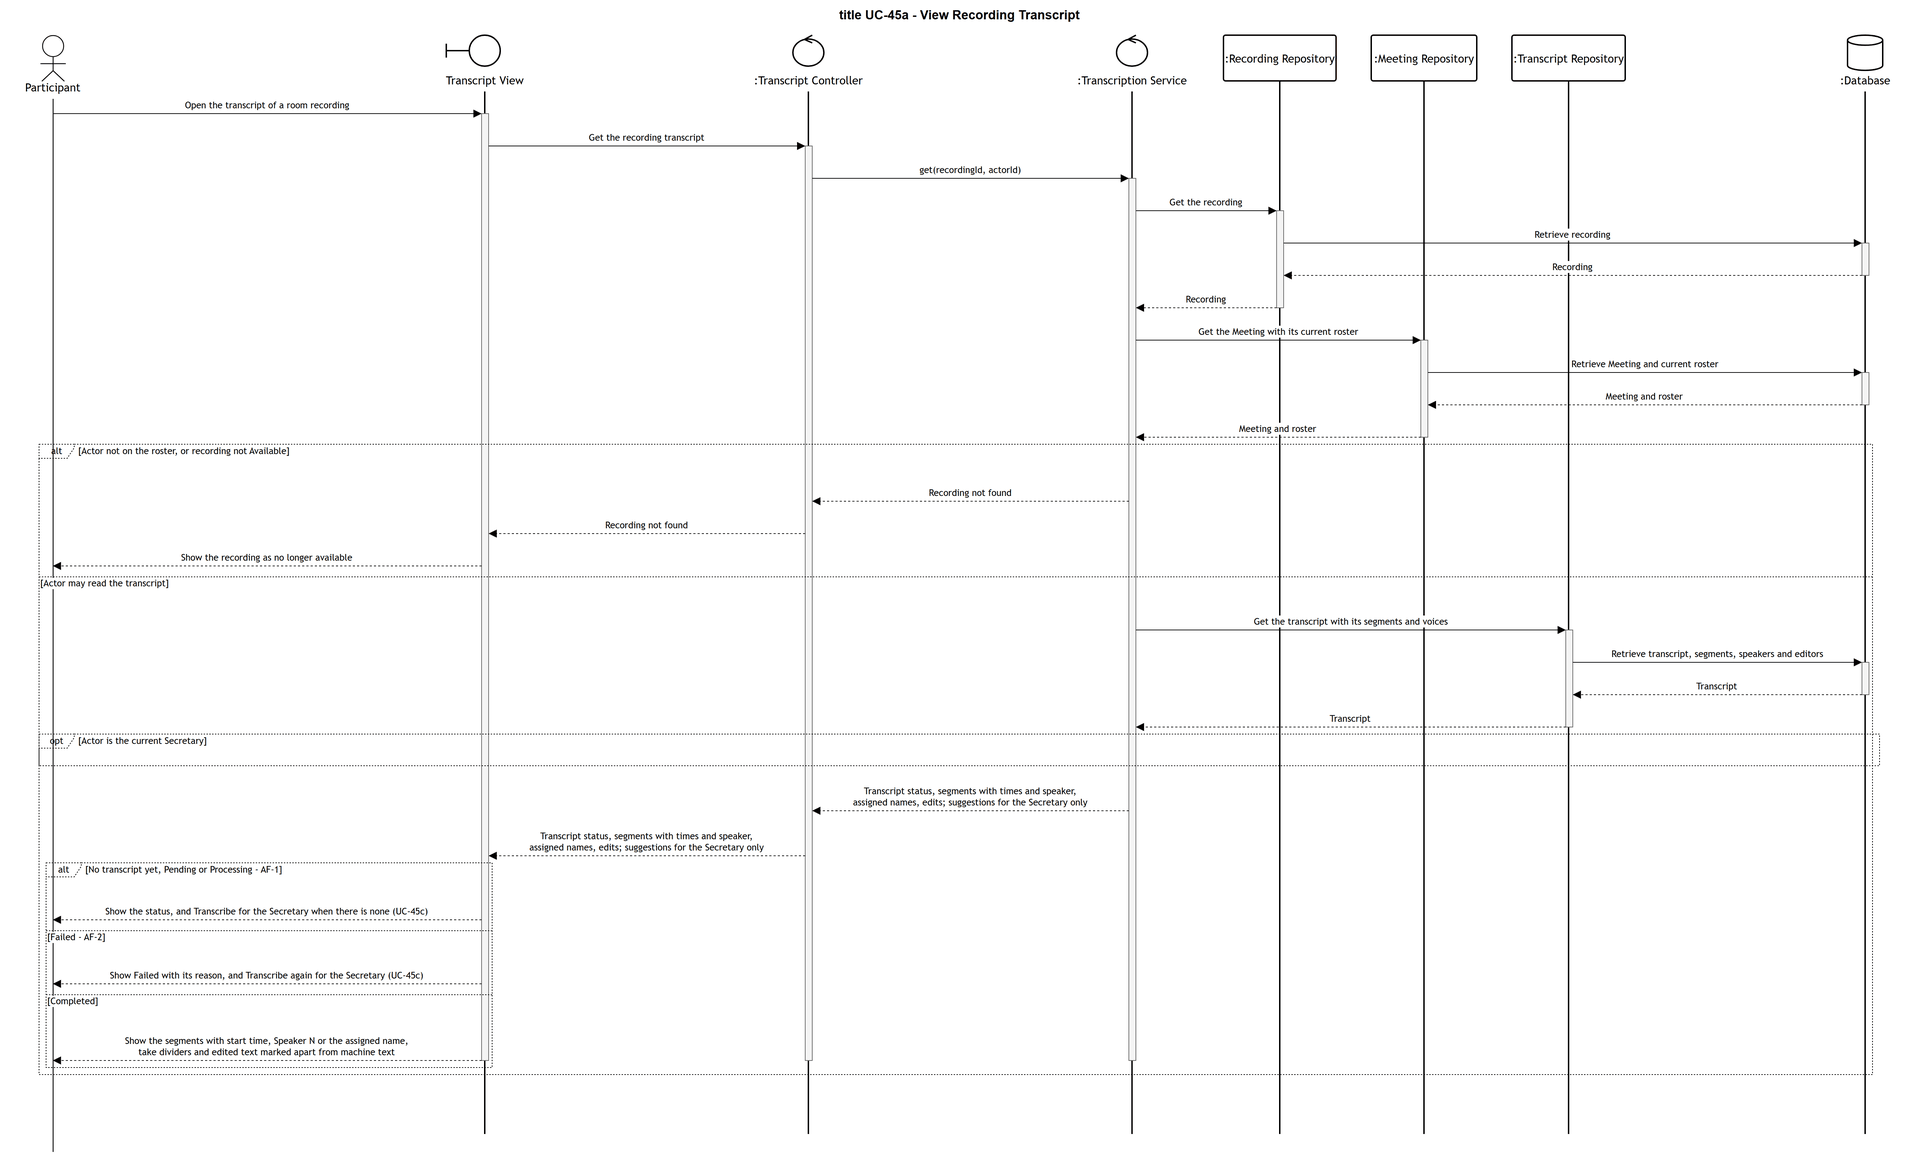 title UC-45a - View Recording Transcript
Participant
Transcript View
:Transcript Controller
:Transcription Service
:Recording Repository
:Meeting Repository
:Transcript Repository
:Database
Open the transcript of a room recording
Get the recording transcript
get(recordingId, actorId)
Get the recording
Retrieve recording
Recording
Recording
Get the Meeting with its current roster
Retrieve Meeting and current roster
Meeting and roster
Meeting and roster
alt [Actor not on the roster, or recording not Available]
Recording not found
Recording not found
Show the recording as no longer available
[Actor may read the transcript]
Get the transcript with its segments and voices
Retrieve transcript, segments, speakers and editors
Transcript
Transcript
opt [Actor is the current Secretary]
Transcript status, segments with times and speaker,
assigned names, edits; suggestions for the Secretary only
Transcript status, segments with times and speaker,
assigned names, edits; suggestions for the Secretary only
alt [No transcript yet, Pending or Processing - AF-1]
Show the status, and Transcribe for the Secretary when there is none (UC-45c)
[Failed - AF-2]
Show Failed with its reason, and Transcribe again for the Secretary (UC-45c)
[Completed]
Show the segments with start time, Speaker N or the assigned name,
take dividers and edited text marked apart from machine text